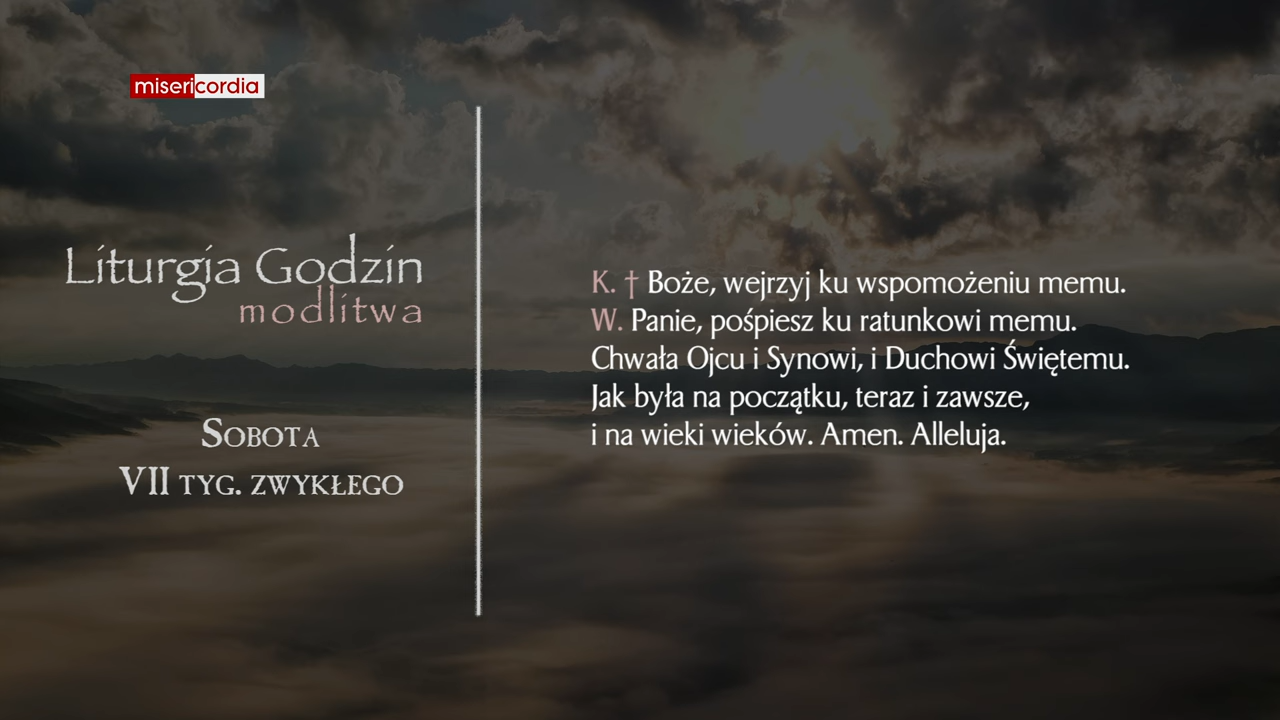 misericordia
Liturgia Godzin
modlitwa
Sobota
VII tyg. zwykłego
K. † Boże, wejrzyj ku wspomożeniu memu.
W. Panie, pośpiesz ku ratunkowi memu.
Chwała Ojcu i Synowi, i Duchowi Świętemu.
Jak była na początku, teraz i zawsze,
i na wieki wieków. Amen. Alleluja.